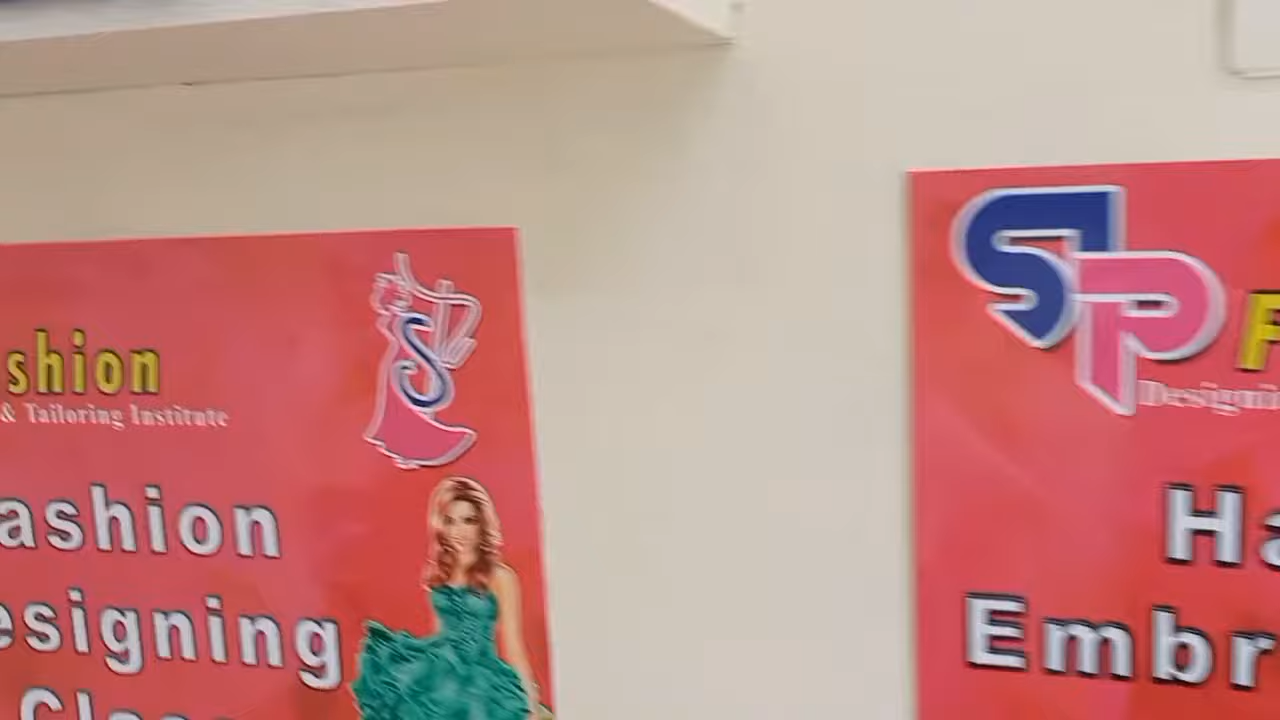 shion
& Tailoring Institute
ashion
esigning
S
SP
F
Designi
Ha
Embr